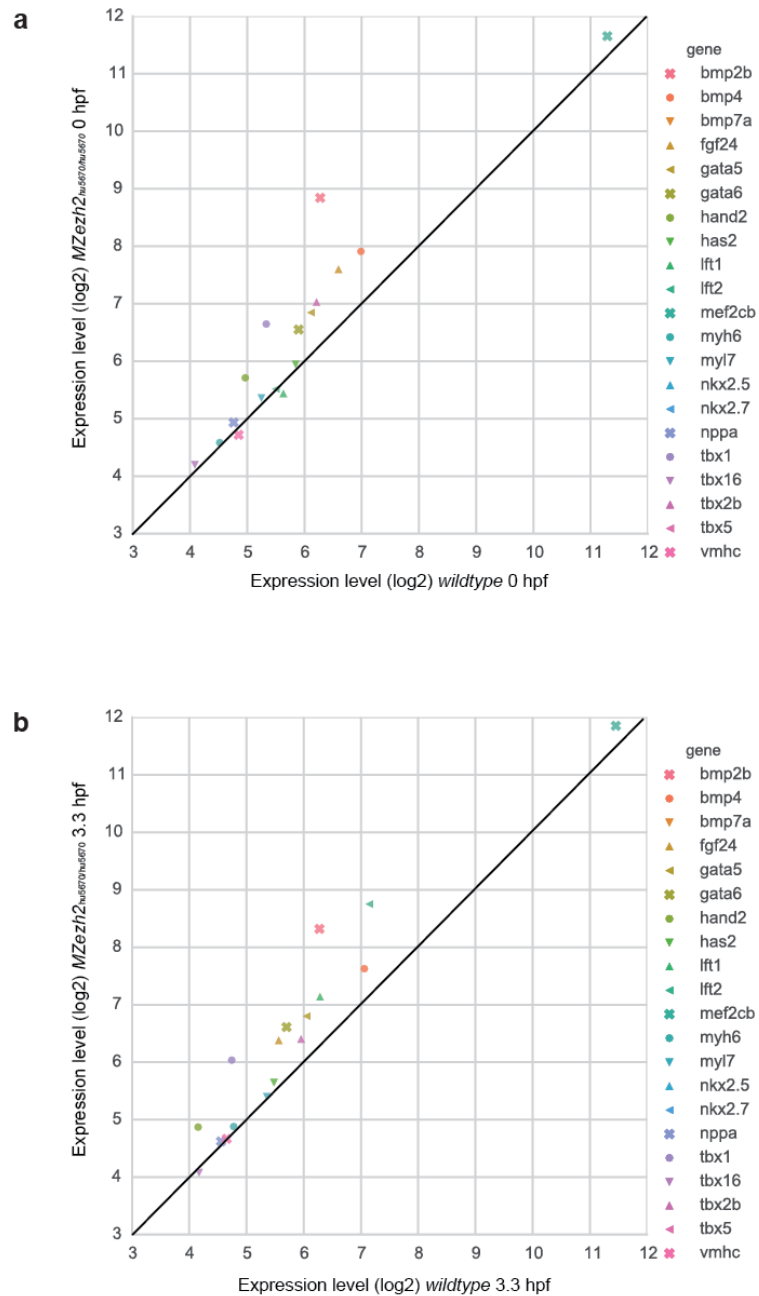 a
12
11
10
9
8
7
6
5
4
3
3 4 5 6 7 8 9 10 11 12
Expression level (log2) MZezh2hu5670/hu5670 0 hpf
Expression level (log2) wildtype 0 hpf
gene
bmp2b
bmp4
bmp7a
fgf24
gata5
gata6
hand2
has2
lft1
lft2
mef2cb
myh6
myl7
nkx2.5
nkx2.7
nppa
tbx1
tbx16
tbx2b
tbx5
vmhc
b
12
11
10
9
8
7
6
5
4
3
3 4 5 6 7 8 9 10 11 12
Expression level (log2) MZezh2hu5670/hu5670 3.3 hpf
Expression level (log2) wildtype 3.3 hpf
gene
bmp2b
bmp4
bmp7a
fgf24
gata5
gata6
hand2
has2
lft1
lft2
mef2cb
myh6
myl7
nkx2.5
nkx2.7
nppa
tbx1
tbx16
tbx2b
tbx5
vmhc